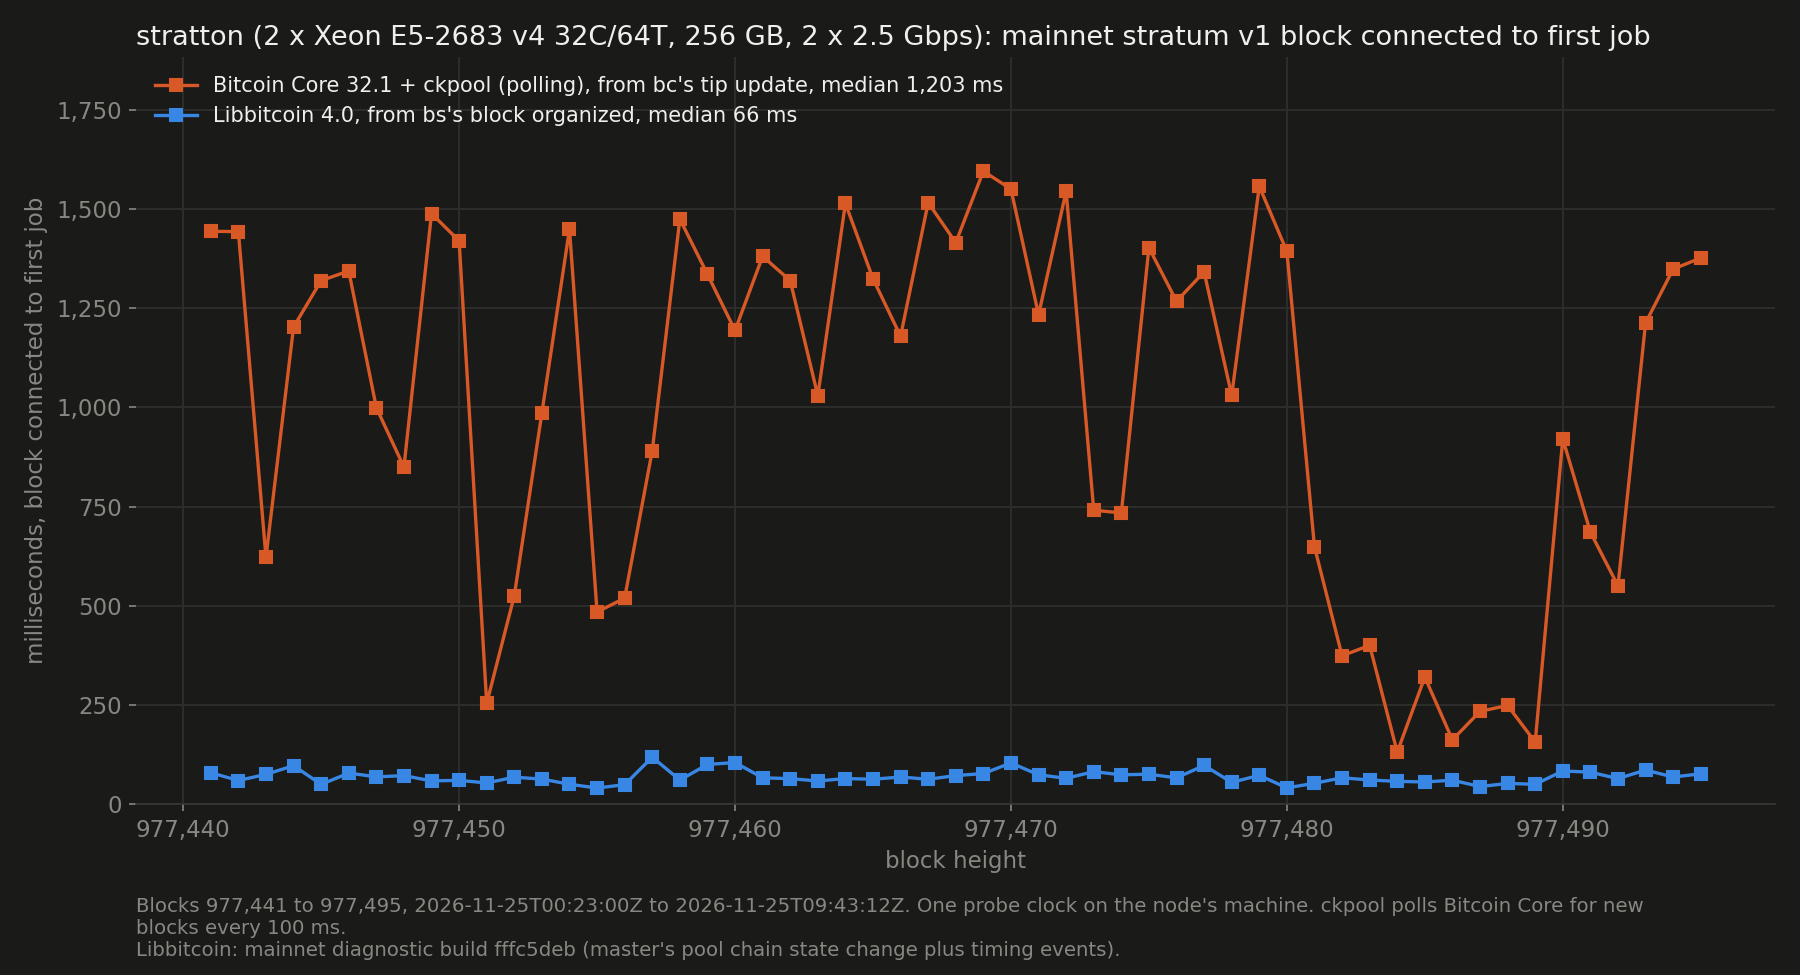 stratton (2 x Xeon E5-2683 v4 32C/64T, 256 GB, 2 x 2.5 Gbps): mainnet stratum v1 block connected to first job
Bitcoin Core 32.1 + ckpool (polling), from bc's tip update, median 1,203 ms
Libbitcoin 4.0, from bs's block organized, median 66 ms
milliseconds, block connected to first job
1,750
1,500
1,250
1,000
750
500
250
0
977,440
977,450
977,460
977,470
977,480
977,490
block height
Blocks 977,441 to 977,495, 2026-11-25T00:23:00Z to 2026-11-25T09:43:12Z. One probe clock on the node's machine. ckpool polls Bitcoin Core for new
blocks every 100 ms.
Libbitcoin: mainnet diagnostic build fffc5deb (master's pool chain state change plus timing events).